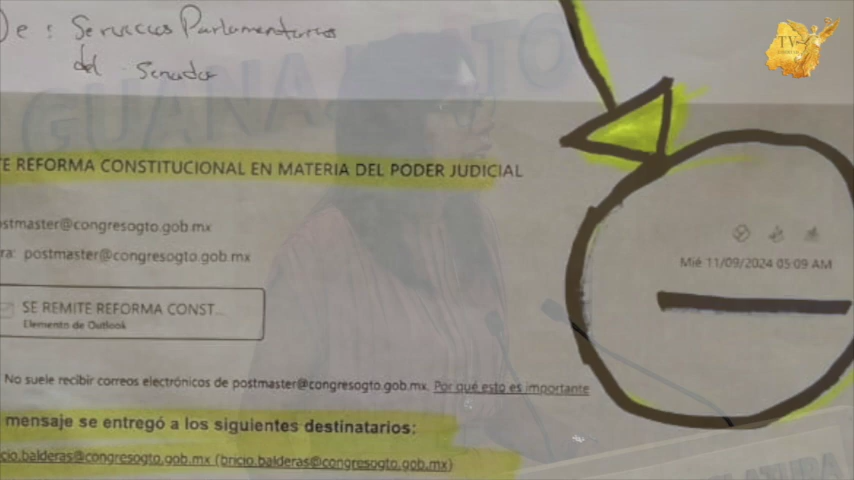 De: Servicios Parlamentarios
del Senado
GUANAJUATO
TV
TE REFORMA CONSTITUCIONAL EN MATERIA DEL PODER JUDICIAL
postmaster@congresogto.gob.mx
ra: postmaster@congresogto.gob.mx
Mié 11/09/2024 05:09 AM
SE REMITE REFORMA CONST...
Elemento de Outlook
No suele recibir correos electrónicos de postmaster@congresogto.gob.mx. Por qué esto es importante
mensaje se entregó a los siguientes destinatarios:
cio.balderas@congresogto.gob.mx (bricio.balderas@congresogto.gob.mx)